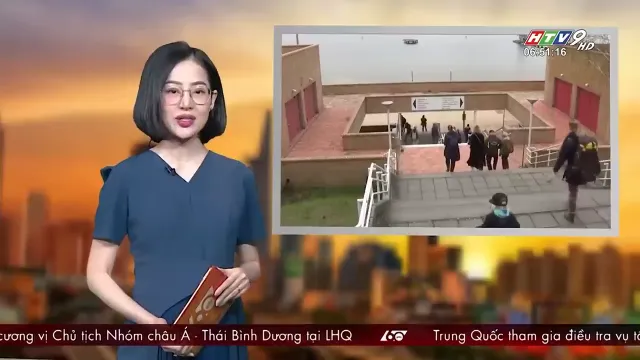 HTV9 HD
06:51:16
cương vị Chủ tịch Nhóm châu Á - Thái Bình Dương tại LHQ
60
Trung Quốc tham gia điều tra vụ t